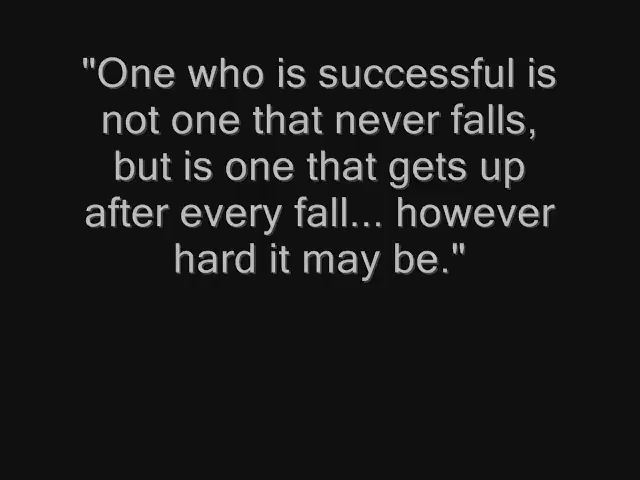 "One who is successful is
not one that never falls,
but is one that gets up
after every fall... however
hard it may be."